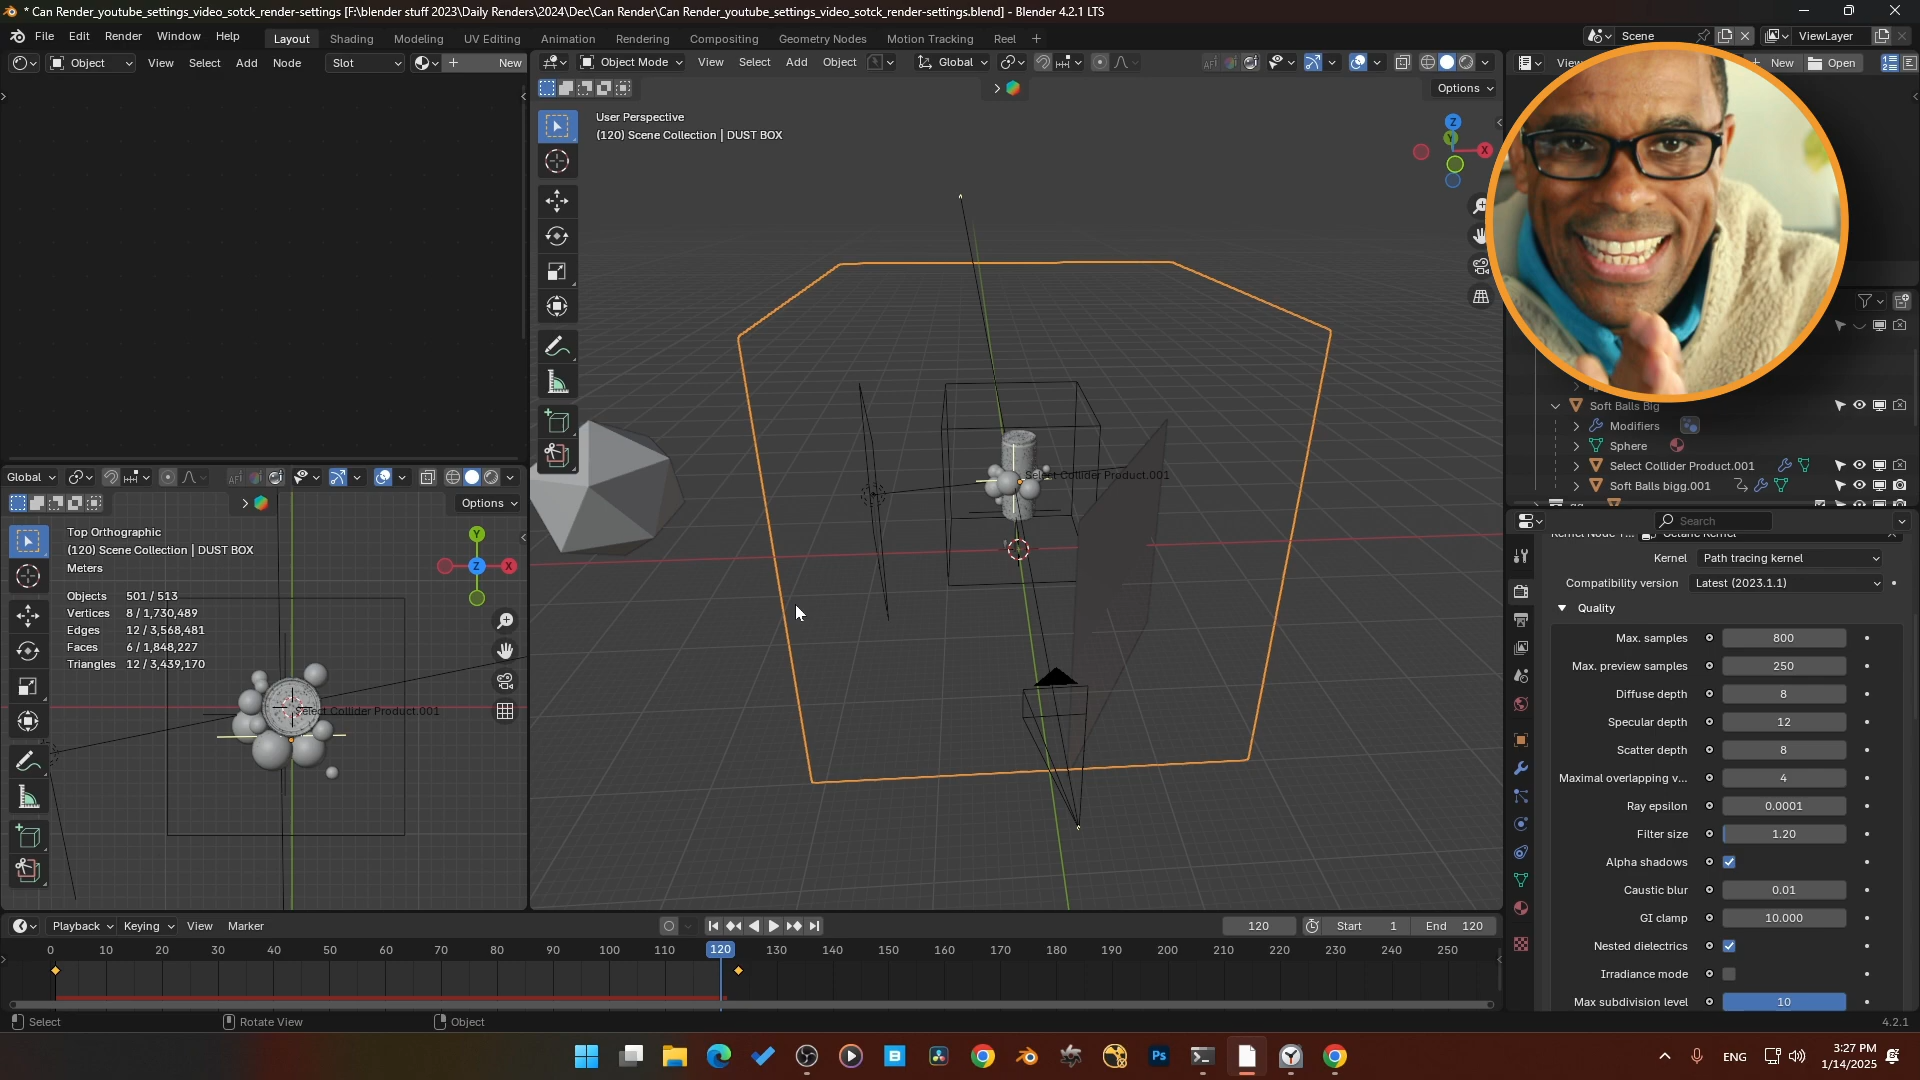 * Can Render_youtube_settings_video_sotck_render-settings [F:\blender stuff 2023\Daily Renders\2024\Dec\Can Render\Can Render_youtube_settings_video_sotck_render-settings.blend] - Blender 4.2.1 LTS
File Edit Render Window Help
Layout Shading Modeling UV Editing Animation Rendering Compositing Geometry Nodes Motion Tracking Reel +
Scene
ViewLayer
Object View Select Add Node Slot New
Object Mode View Select Add Object Global
New Open
Options
User Perspective
(120) Scene Collection | DUST BOX
Z
Y
X
Select Collider Product.001
Soft Balls Big
Modifiers
Sphere
Select Collider Product.001
Soft Balls bigg.001
Global
Options
Top Orthographic
(120) Scene Collection | DUST BOX
Meters
Objects 501 / 513
Vertices 8 / 1,730,489
Edges 12 / 3,568,481
Faces 6 / 1,848,227
Triangles 12 / 3,439,170
Y
Z
X
Select Collider Product.001
Search
Kernel Node T... Octane Kernel
Kernel Path tracing kernel
Compatibility version Latest (2023.1.1)
Quality
Max. samples 800
Max. preview samples 250
Diffuse depth 8
Specular depth 12
Scatter depth 8
Maximal overlapping v... 4
Ray epsilon 0.0001
Filter size 1.20
Alpha shadows
Caustic blur 0.01
GI clamp 10.000
Nested dielectrics
Irradiance mode
Max subdivision level 10
Playback Keying View Marker
120 Start 1 End 120
0 10 20 30 40 50 60 70 80 90 100 110 120 130 140 150 160 170 180 190 200 210 220 230 240 250
Select Rotate View Object
4.2.1
Ps
ENG
3:27 PM
1/14/2025